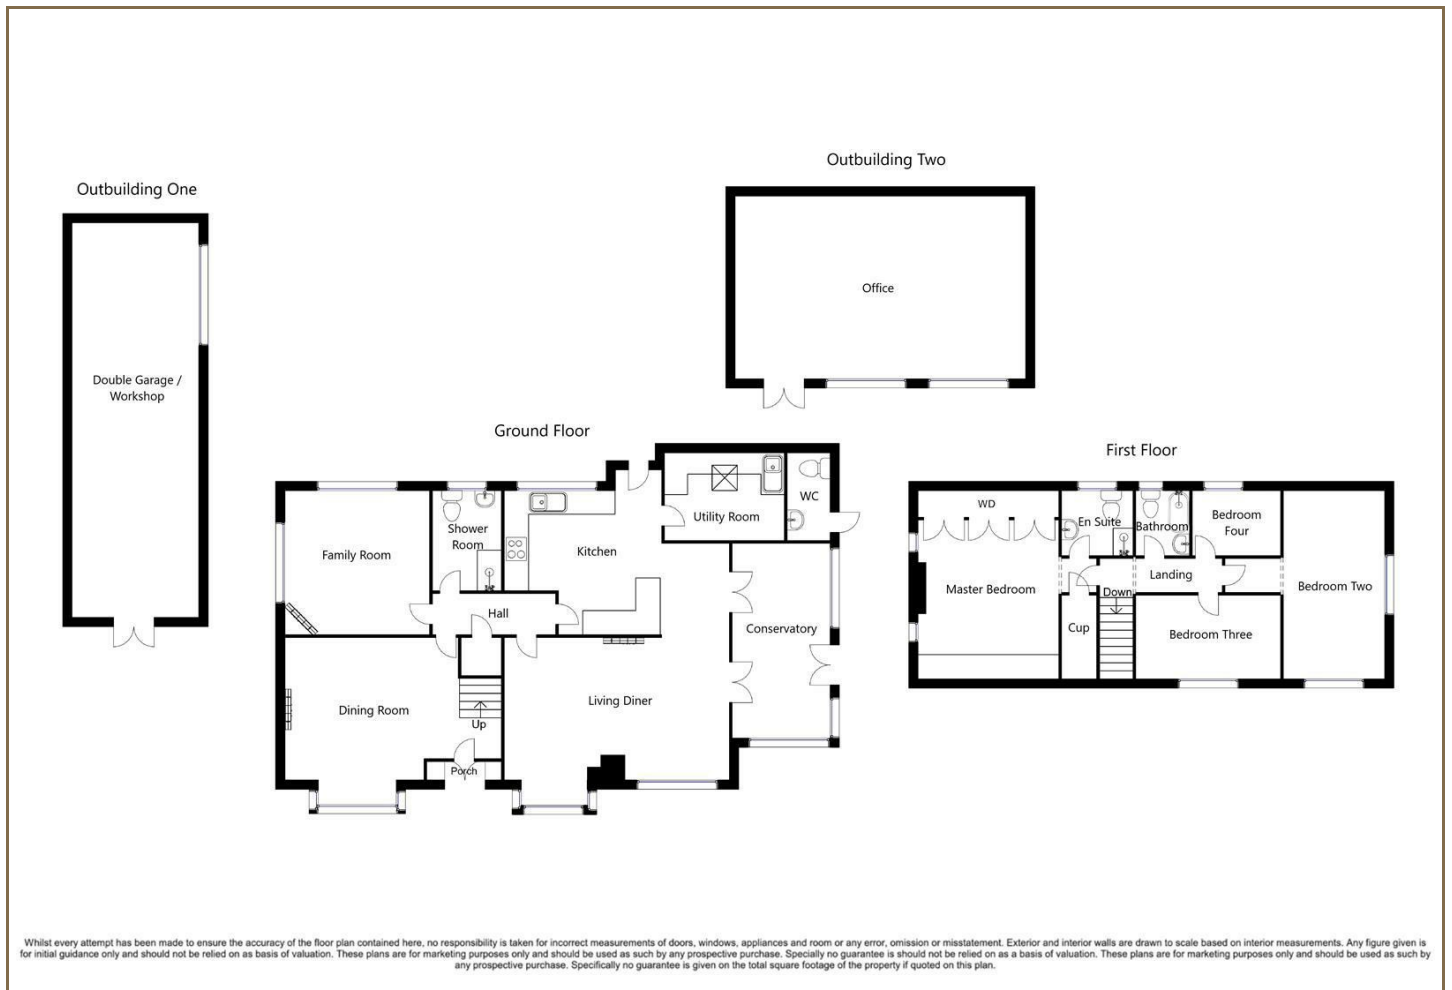 Outbuilding Two
Outbuilding One
Office
Double Garage /
Workshop
Ground Floor
First Floor
WC
Utility Room
Shower
Room
Family Room
Kitchen
Hall
Conservatory
Living Diner
Dining Room
Up
Porch
WD
En Suite
Bathroom
Bedroom
Four
Landing
Bedroom Two
Master Bedroom
Down
Cup
Bedroom Three
Whilst every attempt has been made to ensure the accuracy of the floor plan contained here, no responsibility is taken for incorrect measurements of doors, windows, appliances and room or any error, omission or misstatement. Exterior and interior walls are drawn to scale based on interior measurements. Any figure given is
for initial guidance only and should not be relied on as basis of valuation. These plans are for marketing purposes only and should be used as such by any prospective purchase. Specially no guarantee is should not be relied on as a basis of valuation. These plans are for marketing purposes only and should be used as such by
any prospective purchase. Specifically no guarantee is given on the total square footage of the property if quoted on this plan.